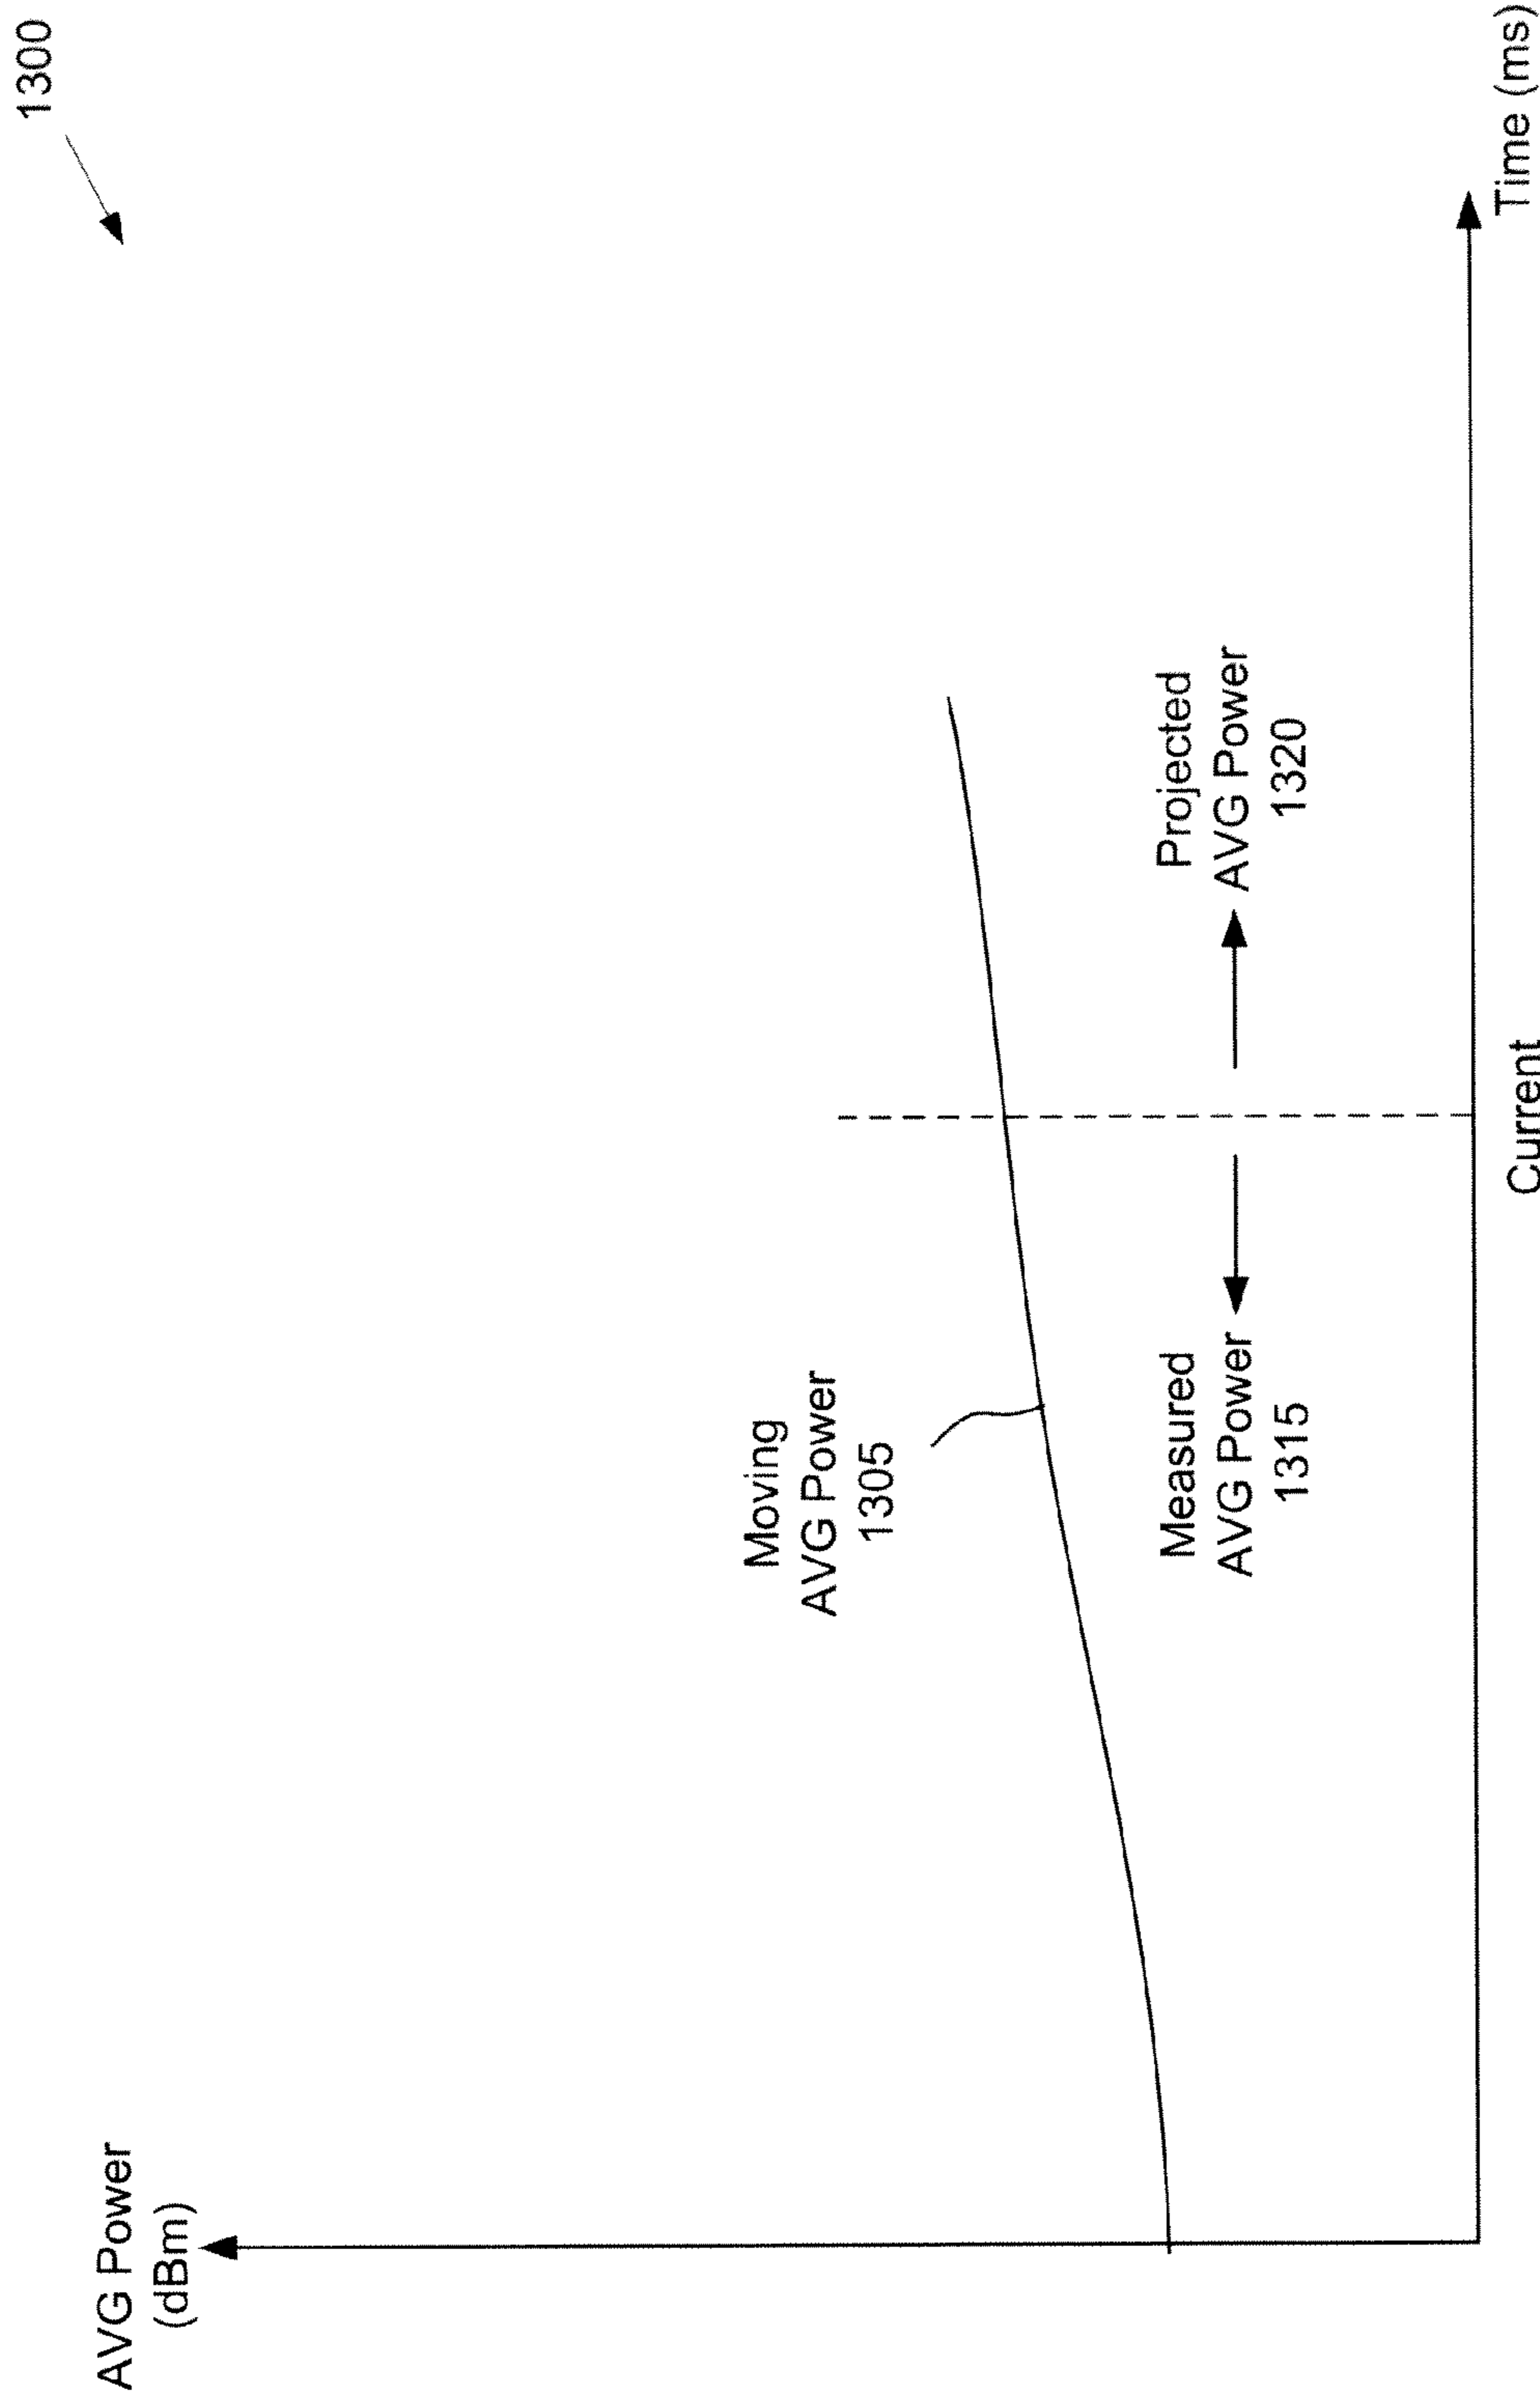 1300
AVG Power
(dBm)
Moving
AVG Power
1305
Measured
AVG Power
1315
Projected
AVG Power
1320
Current
Time (ms)